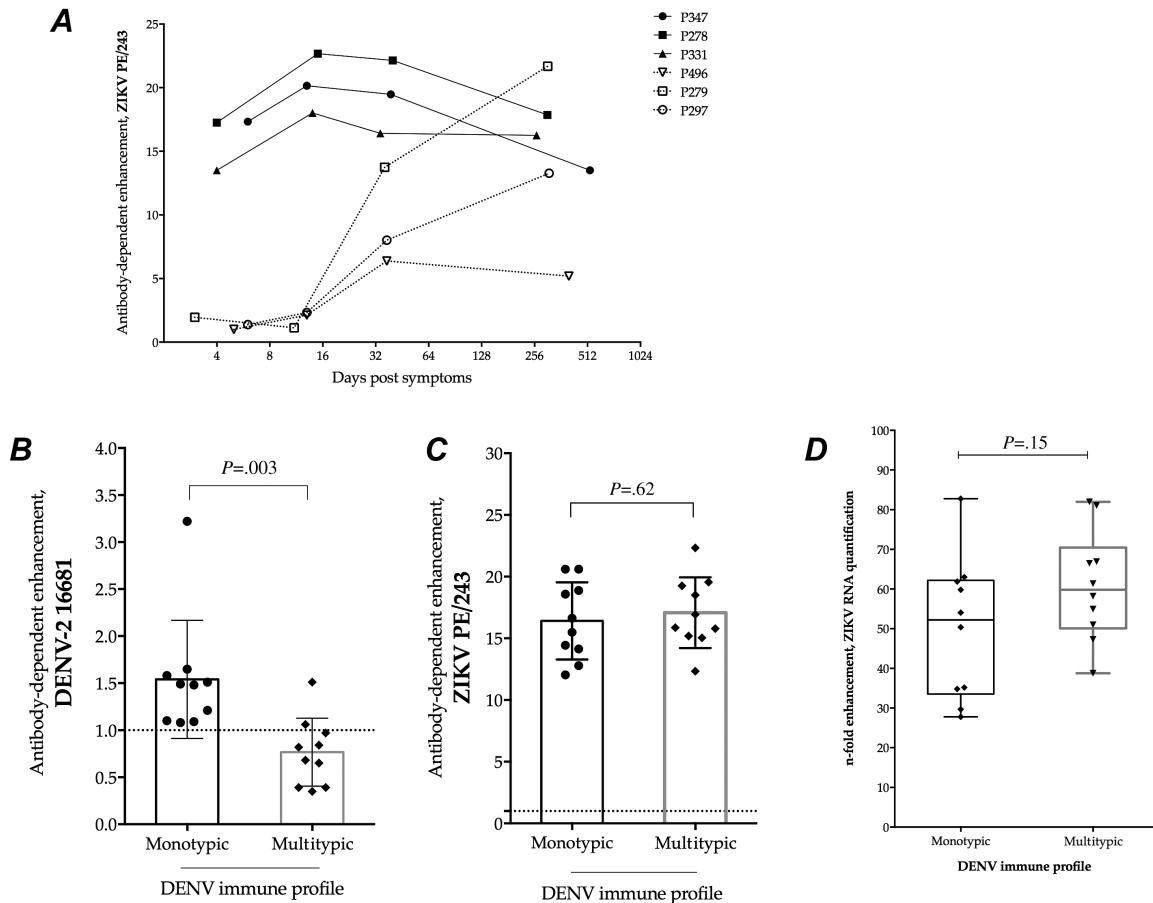 A
Antibody-dependent enhancement, ZIKV PE/243
25
20
15
10
5
0
4 8 16 32 64 128 256 512 1024
Days post symptoms
P347
P278
P331
P496
P279
P297
B
Antibody-dependent enhancement,
DENV-2 16681
4.0
3.5
3.0
2.5
2.0
1.5
1.0
0.5
0.0
P=.003
Monotypic Multitypic
DENV immune profile
C
Antibody-dependent enhancement,
ZIKV PE/243
30
25
20
15
10
5
0
P=.62
Monotypic Multitypic
DENV immune profile
D
n-fold enhancement, ZIKV RNA quantification
100
90
80
70
60
50
40
30
20
10
0
P=.15
Monotypic Multitypic
DENV immune profile